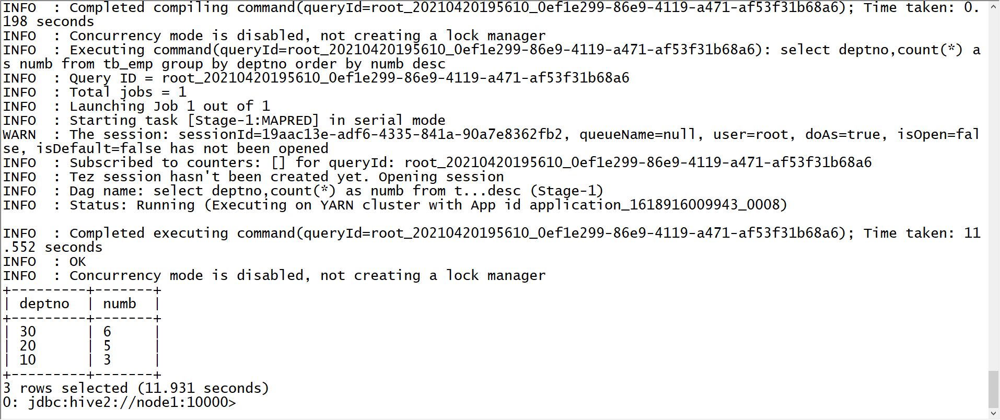 INFO  : Completed compiling command(queryId=root_20210420195610_0ef1e299-86e9-4119-a471-af53f31b68a6); Time taken: 0.
198 seconds
INFO  : Concurrency mode is disabled, not creating a lock manager
INFO  : Executing command(queryId=root_20210420195610_0ef1e299-86e9-4119-a471-af53f31b68a6): select deptno,count(*) a
s numb from tb_emp group by deptno order by numb desc
INFO  : Query ID = root_20210420195610_0ef1e299-86e9-4119-a471-af53f31b68a6
INFO  : Total jobs = 1
INFO  : Launching Job 1 out of 1
INFO  : Starting task [Stage-1:MAPRED] in serial mode
WARN  : The session: sessionId=19aac13e-adf6-4335-841a-90a7e8362fb2, queueName=null, user=root, doAs=true, isOpen=fal
se, isDefault=false has not been opened
INFO  : Subscribed to counters: [] for queryId: root_20210420195610_0ef1e299-86e9-4119-a471-af53f31b68a6
INFO  : Tez session hasn't been created yet. Opening session
INFO  : Dag name: select deptno,count(*) as numb from t...desc (Stage-1)
INFO  : Status: Running (Executing on YARN cluster with App id application_1618916009943_0008)

INFO  : Completed executing command(queryId=root_20210420195610_0ef1e299-86e9-4119-a471-af53f31b68a6); Time taken: 11
.552 seconds
INFO  : OK
INFO  : Concurrency mode is disabled, not creating a lock manager
+---------+-------+
| deptno  | numb  |
+---------+-------+
| 30      | 6     |
| 20      | 5     |
| 10      | 3     |
+---------+-------+
3 rows selected (11.931 seconds)
0: jdbc:hive2://node1:10000>